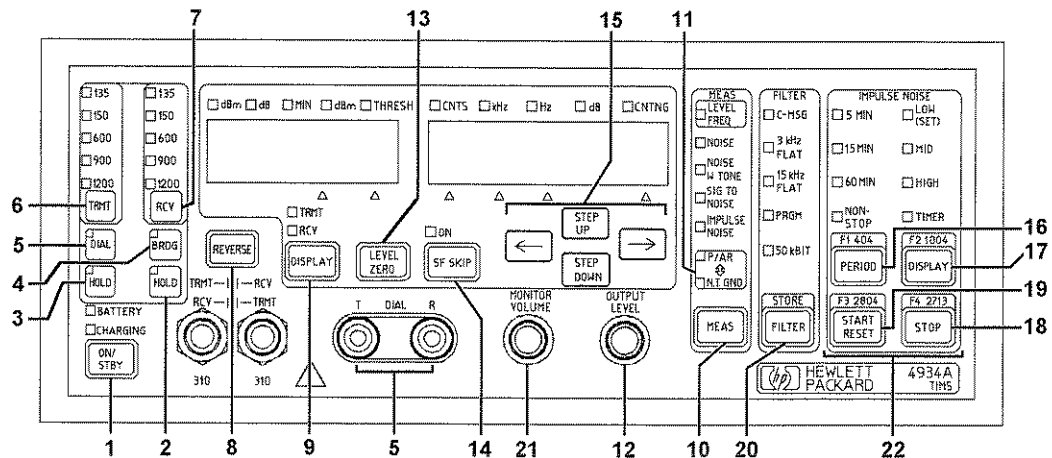 7
13
15
11
135
150
600
900
1200
TRMT
135
150
600
900
1200
RCV
dBm dB MIN dBm THRESH
CNTS kHz Hz dB CNTNG
MEAS
LEVEL
FREQ
NOISE
NOISE
W TONE
SIG TO
NOISE
IMPULSE
NOISE
P/AR
N.T. GND
MEAS
FILTER
C-MSG
3 kHz
FLAT
15 kHz
FLAT
PRGM
50 kBIT
STORE
FILTER
IMPULSE NOISE
5 MIN
15 MIN
60 MIN
NON-
STOP
LOW
(SET)
MID
HIGH
TIMER
F1 404
PERIOD
F2 1004
DISPLAY
F3 2804
START
RESET
F4 2713
STOP
6
5
4
3
16
17
19
18
DIAL
BRDG
HOLD
HOLD
BATTERY
CHARGING
ON/
STBY
REVERSE
TRMT
RCV
RCV
TRMT
310
310
TRMT
RCV
DISPLAY
LEVEL
ZERO
ON
SF SKIP
STEP
UP
STEP
DOWN
T DIAL R
MONITOR
VOLUME
OUTPUT
LEVEL
hp HEWLETT
PACKARD
4934A
TIMS
1
2
8
9
5
14
21
12
10
20
22